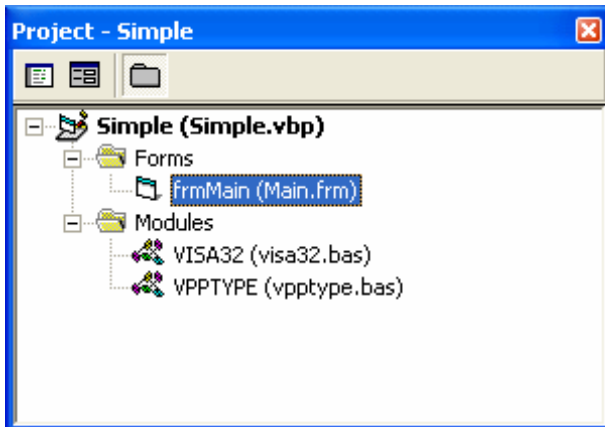 Project - Simple
Simple (Simple.vbp)
Forms
frmMain (Main.frm)
Modules
VISA32 (visa32.bas)
VPPTYPE (vpptype.bas)